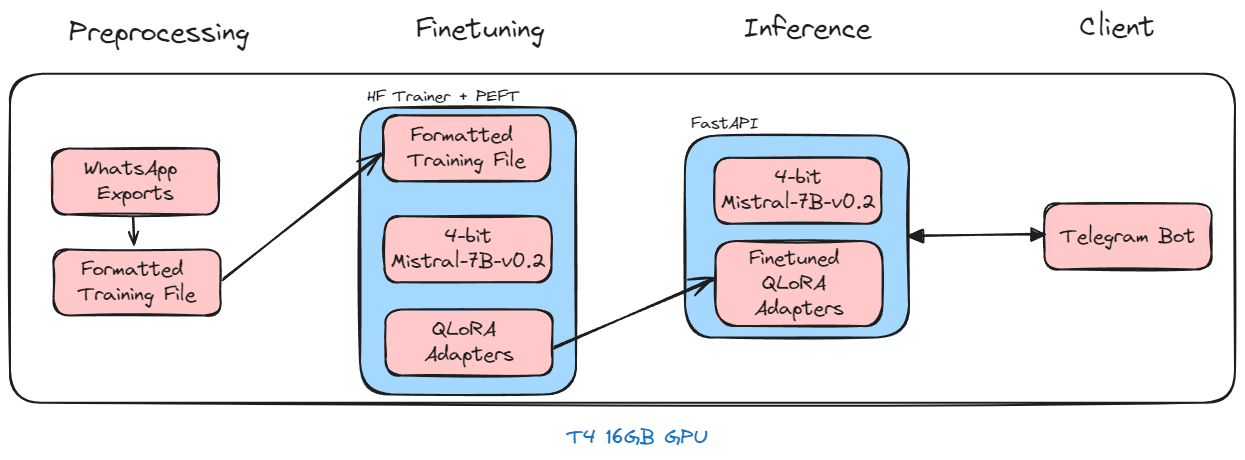 Preprocessing
Finetuning
Inference
Client
WhatsApp
Exports
Formatted
Training File
HF Trainer + PEFT
Formatted
Training File
4-bit
Mistral-7B-v0.2
QLoRA
Adapters
FastAPI
4-bit
Mistral-7B-v0.2
Finetuned
QLoRA
Adapters
Telegram Bot
T4 16GB GPU